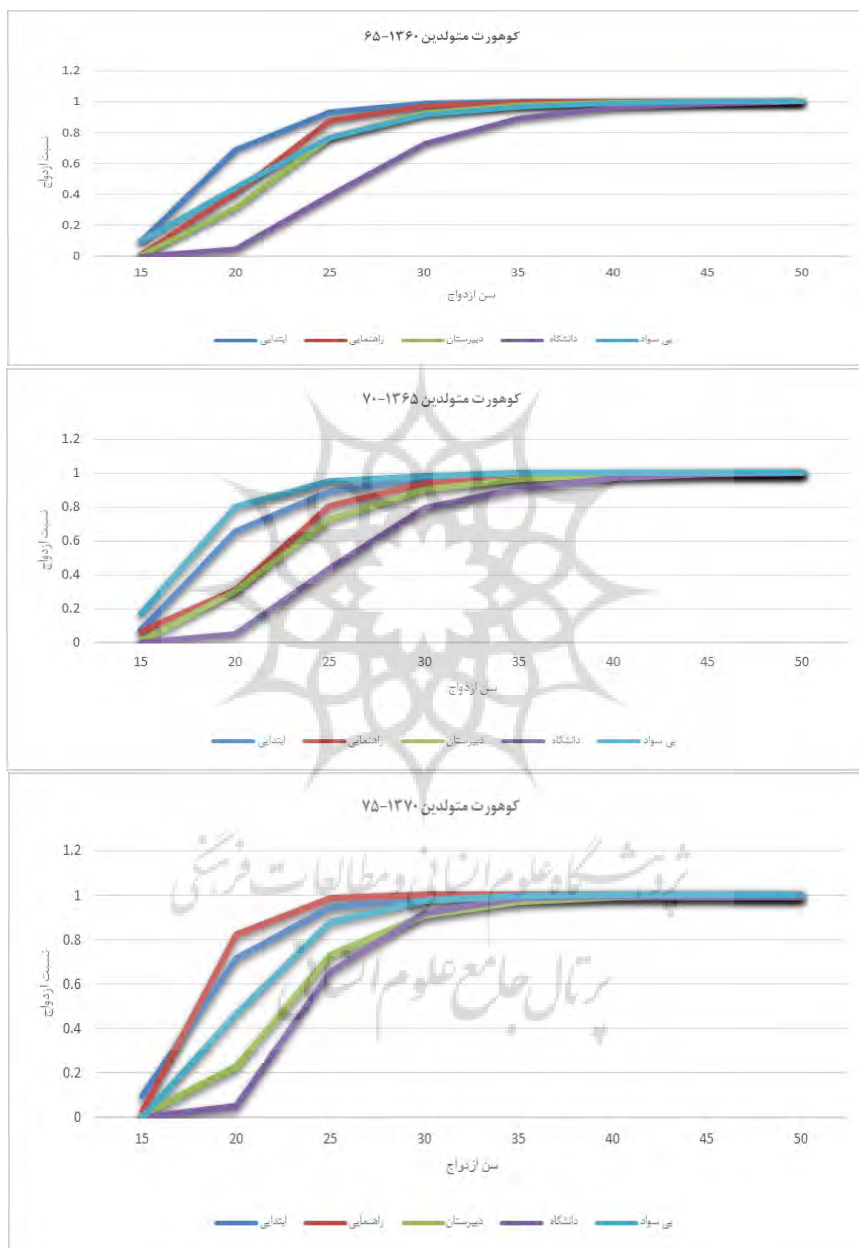 کوهورت متولدین ۱۳۶۰-۶۵
نسبت ازدواج
1.2
1
0.8
0.6
0.4
0.2
0
15 20 25 30 35 40 45 50
سن ازدواج
ابتدایی راهنمایی دبیرستان دانشگاه بی سواد
کوهورت متولدین ۱۳۶۵-۷۰
نسبت ازدواج
1.2
1
0.8
0.6
0.4
0.2
0
15 20 25 30 35 40 45 50
سن ازدواج
ابتدایی راهنمایی دبیرستان دانشگاه بی سواد
کوهورت متولدین ۱۳۷۰-۷۵
نسبت ازدواج
1.2
1
0.8
0.6
0.4
0.2
0
15 20 25 30 35 40 45 50
سن ازدواج
ابتدایی راهنمایی دبیرستان دانشگاه بی سواد
پژوهشگاه علوم انسانی و مطالعات فرهنگی
پرتال جامع علوم انسانی